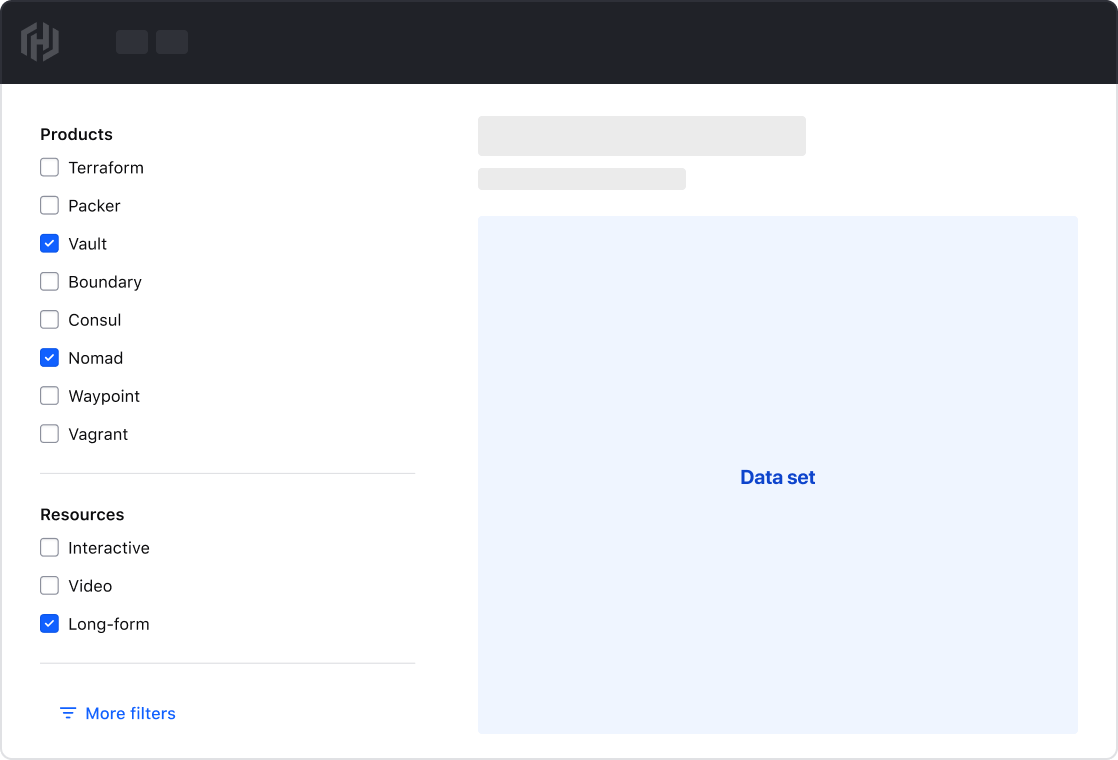 Products
Terraform
Packer
Vault
Boundary
Consul
Nomad
Waypoint
Vagrant
Resources
Interactive
Video
Long-form
More filters
Data set